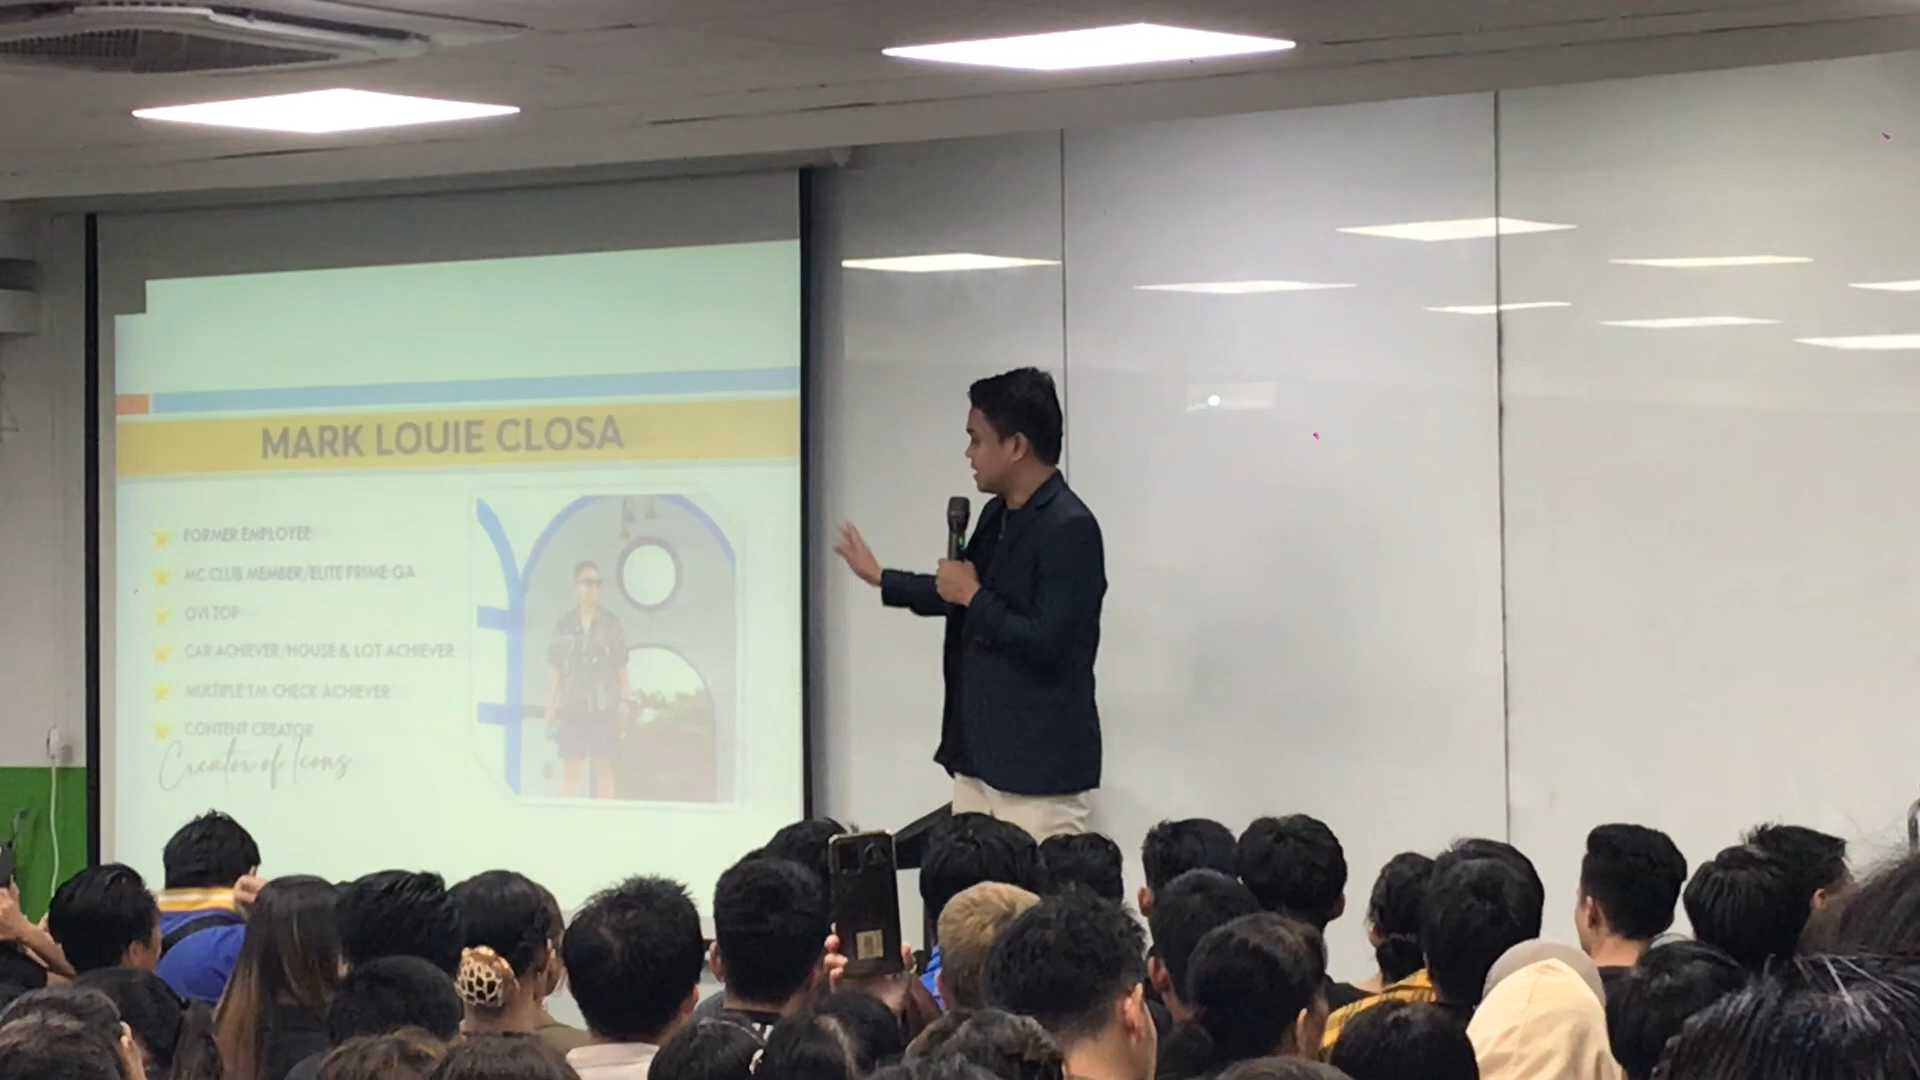 MARK LOUIE CLOSA
FORMER EMPLOYEE
MC CLUB MEMBER/ELITE PRIME GA
OVI TOP
CAR ACHIEVER/HOUSE & LOT ACHIEVER
MULTIPLE 1M CHECK ACHIEVER
CONTENT CREATOR
Creator of Icons